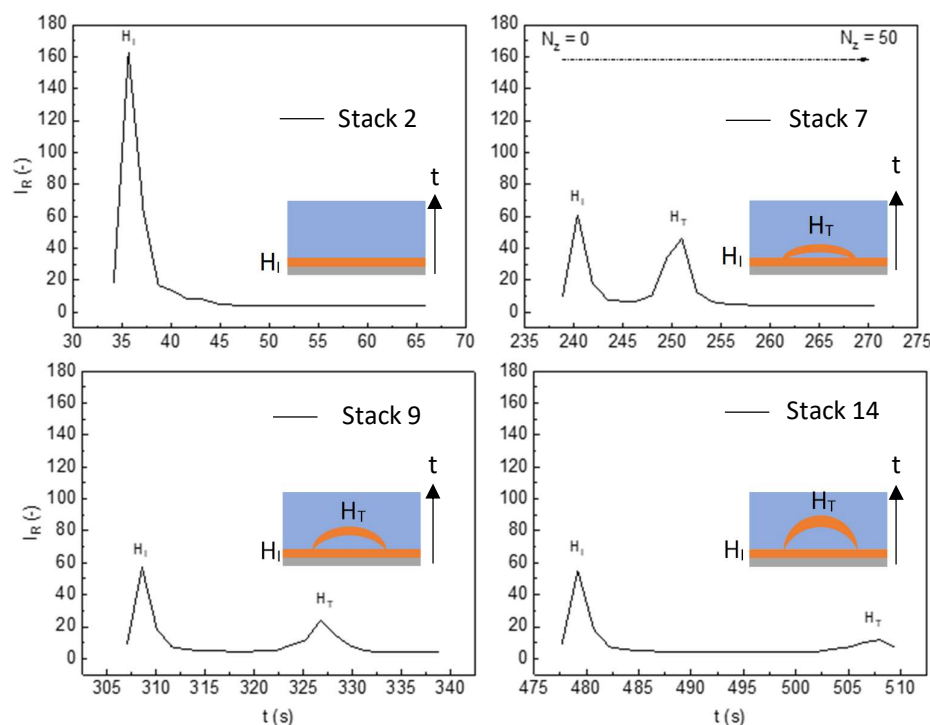 180
160
140
120
100
80
60
40
20
0
I_R (-)
H_I
Stack 2
t
H_I
30 35 40 45 50 55 60 65 70
180
160
140
120
100
80
60
40
20
0
N_z = 0
N_z = 50
Stack 7
t
H_I
H_T
H_T
H_I
235 240 245 250 255 260 265 270 275
180
160
140
120
100
80
60
40
20
0
I_R (-)
Stack 9
t
H_T
H_I
H_I
H_T
305 310 315 320 325 330 335 340
t (s)
180
160
140
120
100
80
60
40
20
0
Stack 14
t
H_T
H_I
H_I
H_T
475 480 485 490 495 500 505 510
t (s)